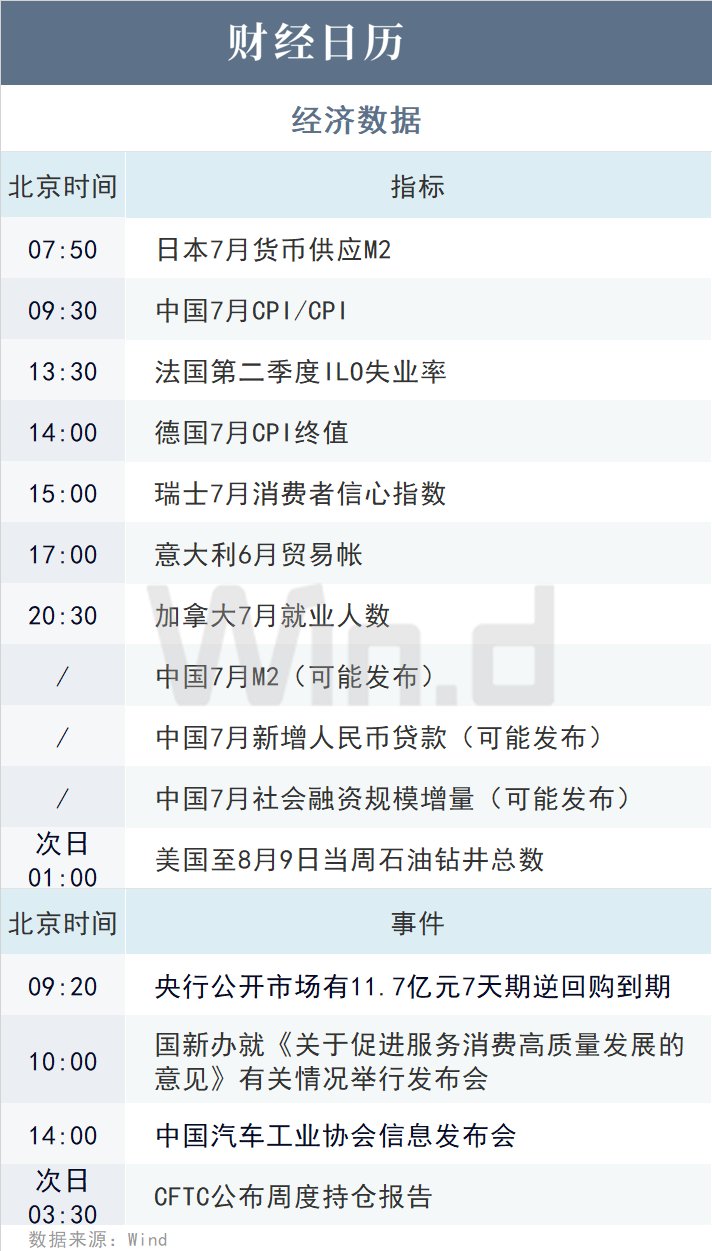 财经日历
经济数据
北京时间 指标
07:50 日本7月货币供应M2
09:30 中国7月CPI/CPI
13:30 法国第二季度ILO失业率
14:00 德国7月CPI终值
15:00 瑞士7月消费者信心指数
17:00 意大利6月贸易帐
20:30 加拿大7月就业人数
/ 中国7月M2（可能发布）
/ 中国7月新增人民币贷款（可能发布）
/ 中国7月社会融资规模增量（可能发布）
次日
01:00 美国至8月9日当周石油钻井总数
北京时间 事件
09:20 央行公开市场有11.7亿元7天期逆回购到期
10:00 国新办就《关于促进服务消费高质量发展的
意见》有关情况举行发布会
14:00 中国汽车工业协会信息发布会
次日
03:30 CFTC公布周度持仓报告
数据来源：Wind
Win.d